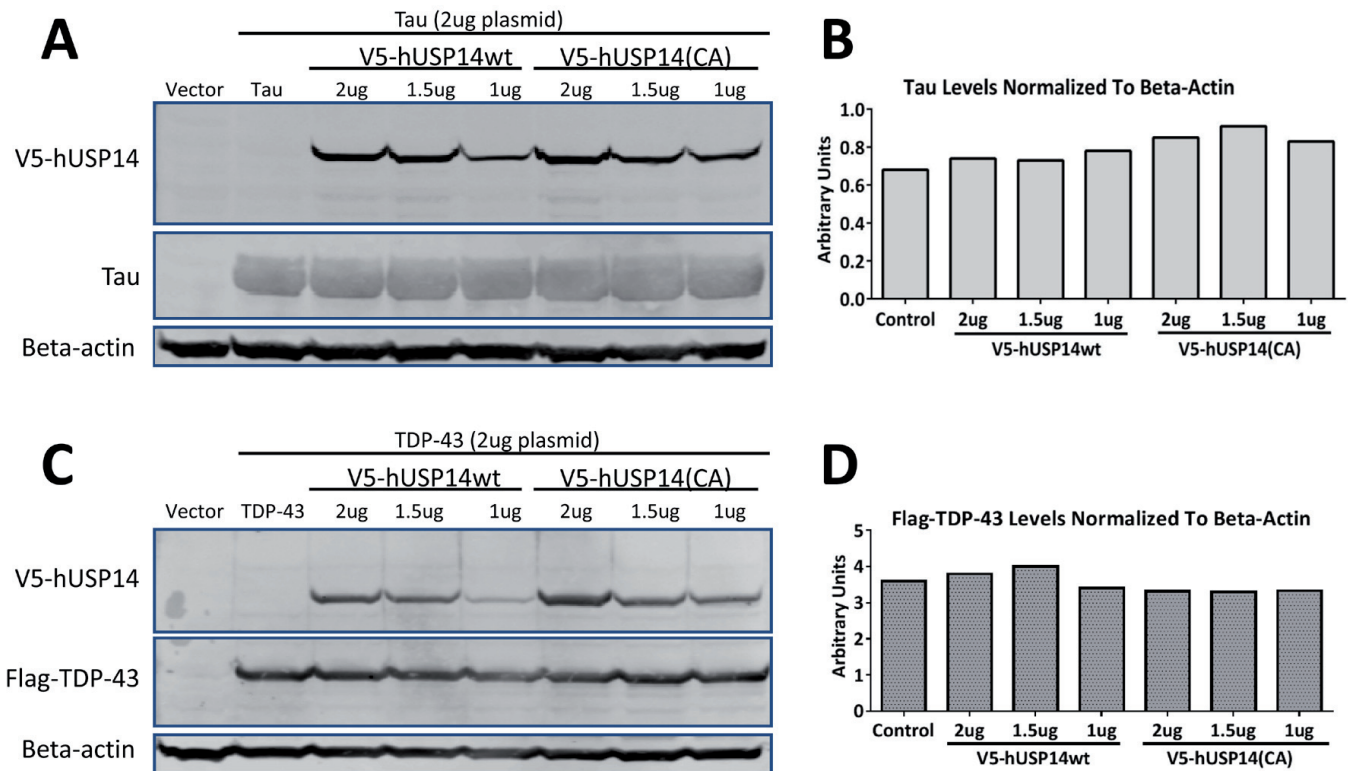 A
Tau (2ug plasmid)
V5-hUSP14wt V5-hUSP14(CA)
Vector Tau 2ug 1.5ug 1ug 2ug 1.5ug 1ug
V5-hUSP14
Tau
Beta-actin
B
Tau Levels Normalized To Beta-Actin
Arbitrary Units
1.0
0.8
0.6
0.4
0.2
0.0
Control 2ug 1.5ug 1ug 2ug 1.5ug 1ug
V5-hUSP14wt V5-hUSP14(CA)
C
TDP-43 (2ug plasmid)
V5-hUSP14wt V5-hUSP14(CA)
Vector TDP-43 2ug 1.5ug 1ug 2ug 1.5ug 1ug
V5-hUSP14
Flag-TDP-43
Beta-actin
D
Flag-TDP-43 Levels Normalized To Beta-Actin
Arbitrary Units
5
4
3
2
1
0
Control 2ug 1.5ug 1ug 2ug 1.5ug 1ug
V5-hUSP14wt V5-hUSP14(CA)